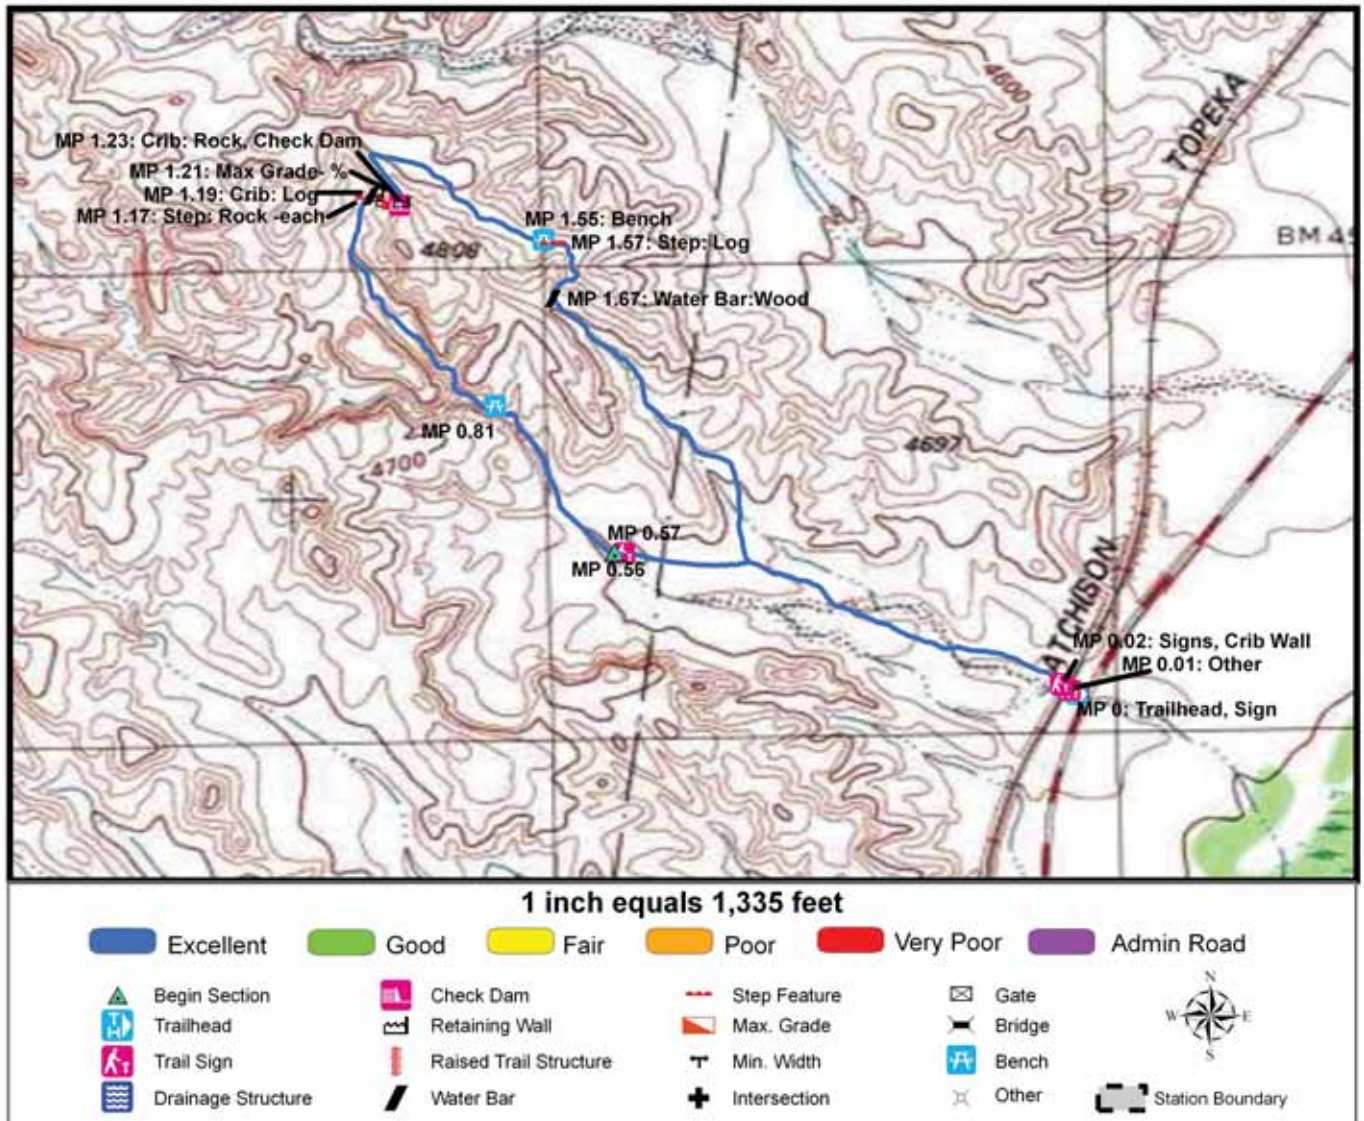 4600
TOPEKA
MP 1.23: Crib: Rock, Check Dam
MP 1.21: Max Grade- %
MP 1.19: Crib: Log
MP 1.17: Step: Rock -each
MP 1.55: Bench
MP 1.57: Step: Log
BM 45
4808
MP 1.67: Water Bar:Wood
MP 0.81
4697
4700
MP 0.57
MP 0.56
ATCHISON
MP 0.02: Signs, Crib Wall
MP 0.01: Other
MP 0: Trailhead, Sign
1 inch equals 1,335 feet
Excellent Good Fair Poor Very Poor Admin Road
Begin Section Check Dam Step Feature Gate
Trailhead Retaining Wall Max. Grade Bridge
Trail Sign Raised Trail Structure Min. Width Bench
Drainage Structure Water Bar Intersection Other Station Boundary
N
W E
S